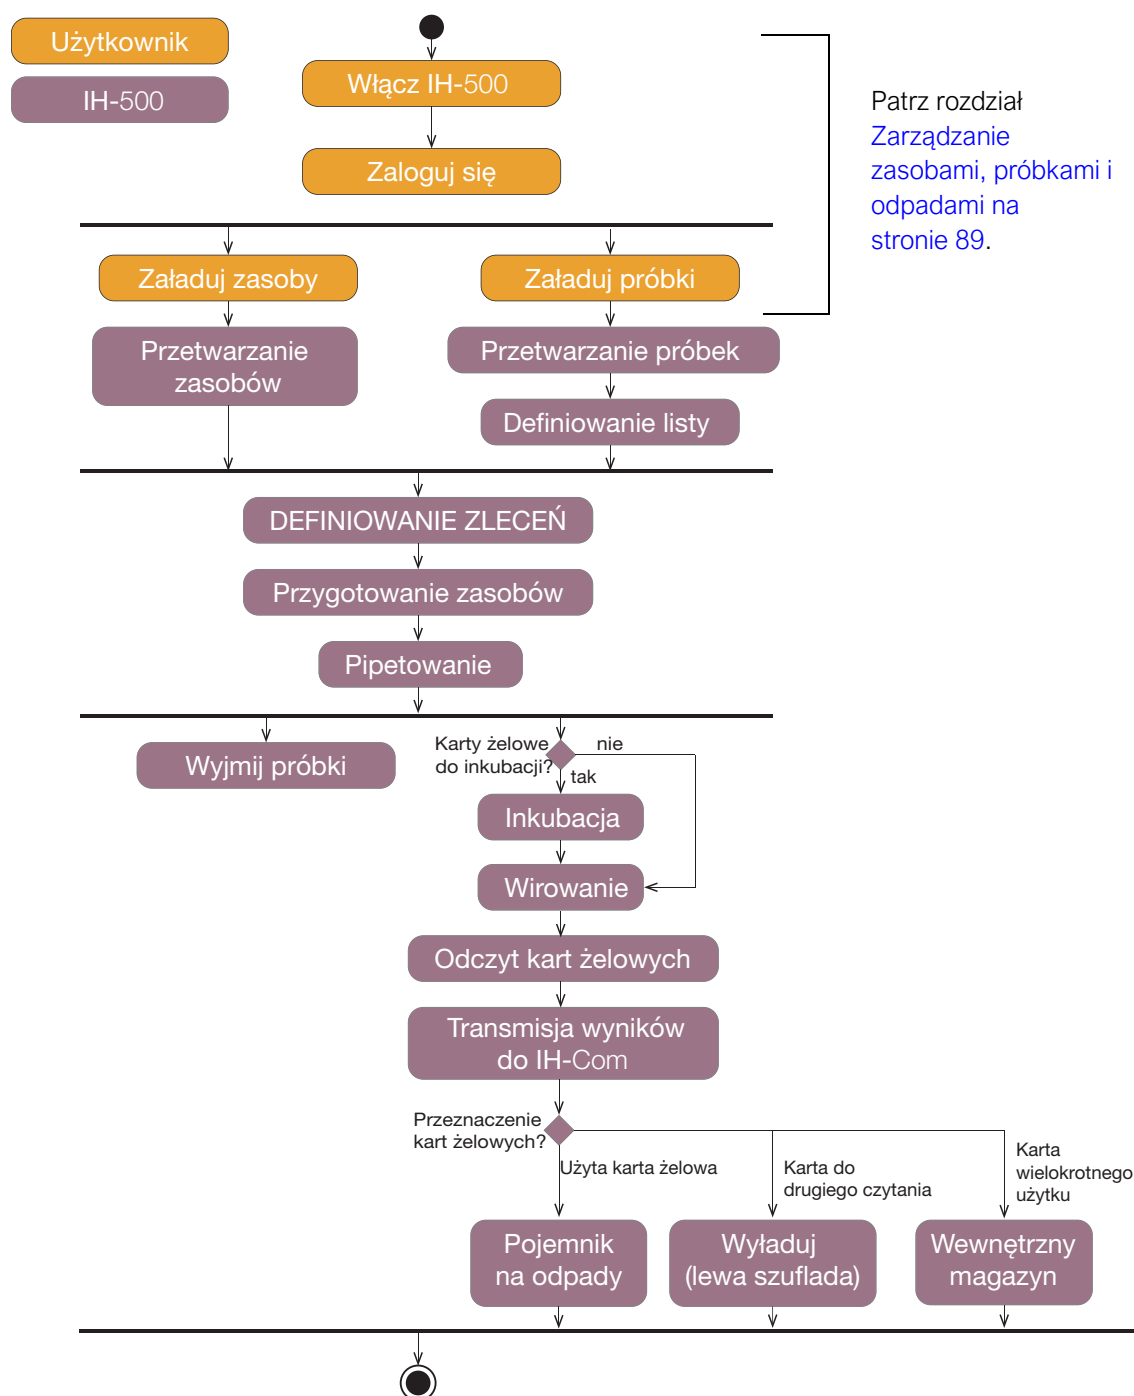 Użytkownik
IH-500
Włącz IH-500
Zaloguj się
Patrz rozdział
Zarządzanie
zasobami, próbkami i
odpadami na
stronie 89.
Załaduj zasoby
Załaduj próbki
Przetwarzanie
zasobów
Przetwarzanie próbek
Definiowanie listy
DEFINIOWANIE ZLECEŃ
Przygotowanie zasobów
Pipetowanie
Wyjmij próbki
Karty żelowe
do inkubacji?
nie
tak
Inkubacja
Wirowanie
Odczyt kart żelowych
Transmisja wyników
do IH-Com
Przeznaczenie
kart żelowych?
Użyta karta żelowa
Karta do
drugiego czytania
Karta
wielokrotnego
użytku
Pojemnik
na odpady
Wyładuj
(lewa szuflada)
Wewnętrzny
magazyn